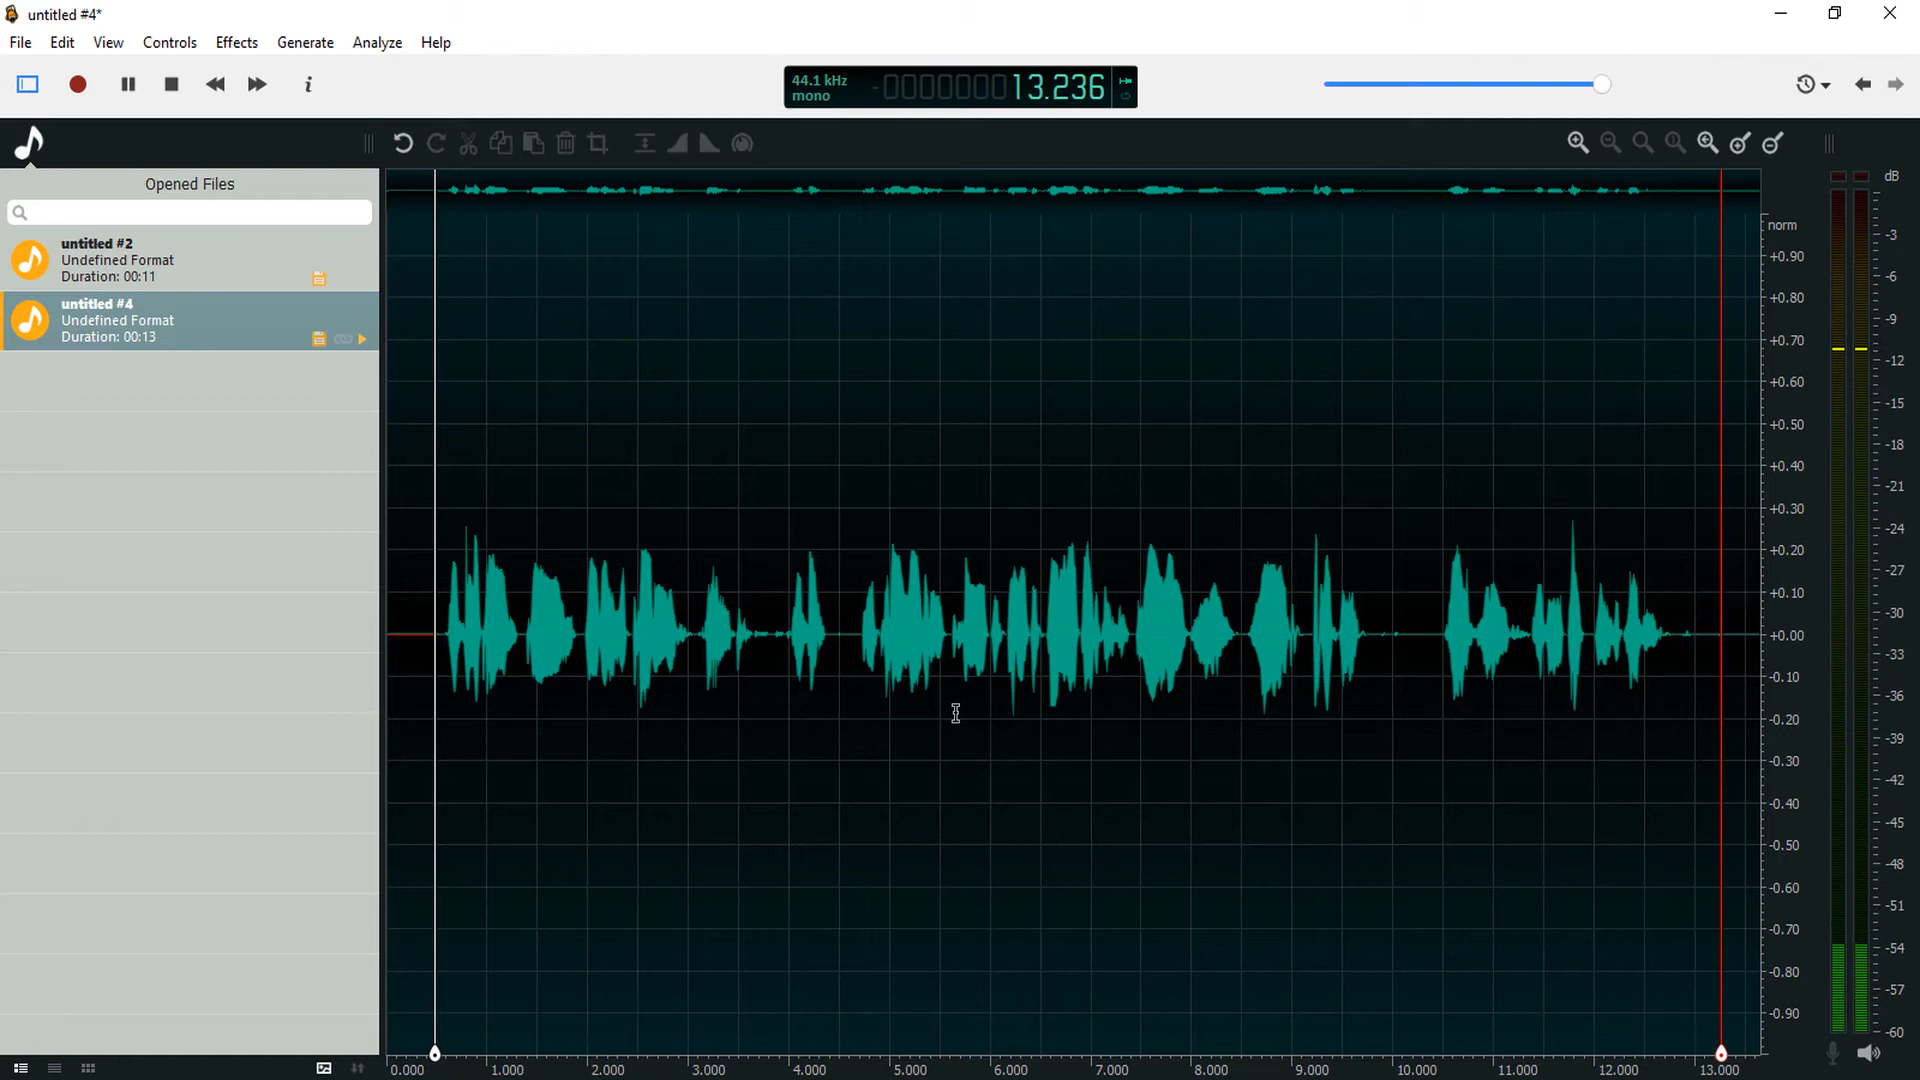 untitled #4*
File Edit View Controls Effects Generate Analyze Help
i
44.1 kHz
mono
-000000013.236
Opened Files
untitled #2
Undefined Format
Duration: 00:11
untitled #4
Undefined Format
Duration: 00:13
norm
+0.90
+0.80
+0.70
+0.60
+0.50
+0.40
+0.30
+0.20
+0.10
+0.00
-0.10
-0.20
-0.30
-0.40
-0.50
-0.60
-0.70
-0.80
-0.90
dB
-3
-6
-9
-12
-15
-18
-21
-24
-27
-30
-33
-36
-39
-42
-45
-48
-51
-54
-57
-60
0.000 1.000 2.000 3.000 4.000 5.000 6.000 7.000 8.000 9.000 10.000 11.000 12.000 13.000